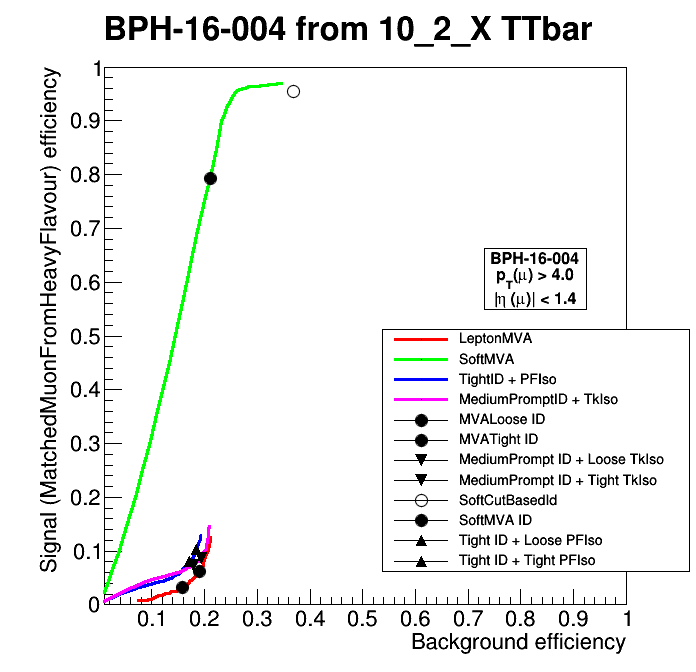 BPH-16-004 from 10_2_X TTbar
Signal (MatchedMuonFromHeavyFlavour) efficiency
1
0.9
0.8
0.7
0.6
0.5
0.4
0.3
0.2
0.1
0
BPH-16-004
p_T(μ) > 4.0
|η (μ)| < 1.4
LeptonMVA
SoftMVA
TightID + PFIso
MediumPromptID + TkIso
MVALoose ID
MVATight ID
MediumPrompt ID + Loose TkIso
MediumPrompt ID + Tight TkIso
SoftCutBasedId
SoftMVA ID
Tight ID + Loose PFIso
Tight ID + Tight PFIso
0.1 0.2 0.3 0.4 0.5 0.6 0.7 0.8 0.9 1
Background efficiency